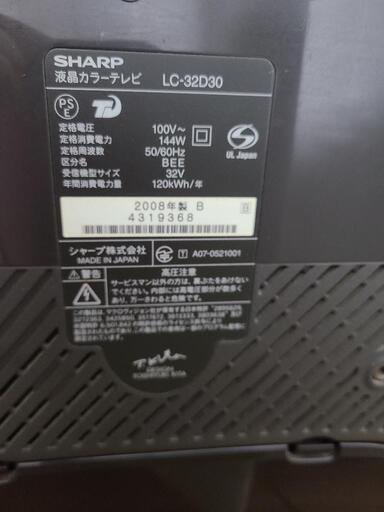 SHARP
液晶カラーテレビ LC-32D30
PS
E
定格電圧 100V~
定格消費電力 144W
定格周波数 50/60Hz
区分名 BEE
受信機型サイズ 32V
年間消費電力量 120kWh/年
UL Japan
2008年製 B
4319368
シャープ株式会社
MADE IN JAPAN
A07-0521001
高圧注意
サービスマン以外の方は、裏ぶたをあけないで
ください。内部には高電圧部分が数多く
あり、万一さわると危険です。
DESIGN
TOSHIYUKI KITA